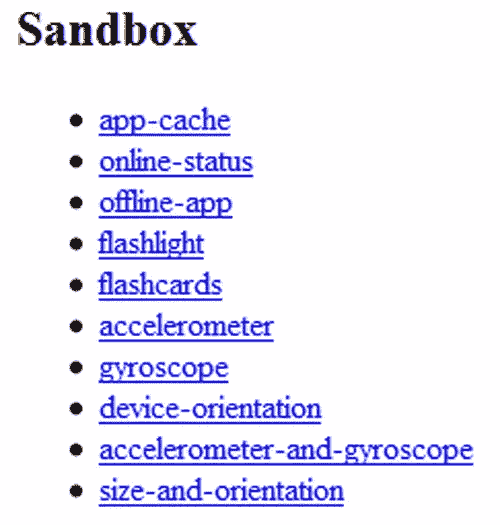 Sandbox
app-cache
online-status
offline-app
flashlight
flashcards
accelerometer
gyroscope
device-orientation
accelerometer-and-gyroscope
size-and-orientation